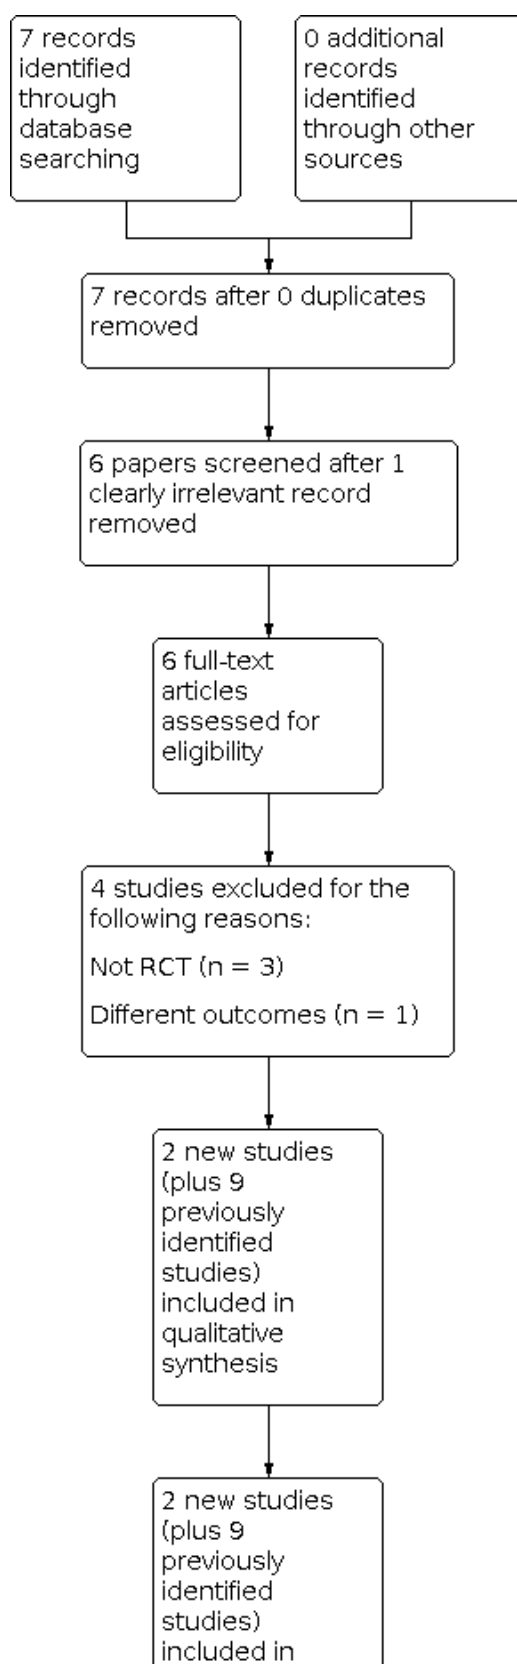 7 records
identified
through
database
searching
0 additional
records
identified
through other
sources
7 records after 0 duplicates
removed
6 papers screened after 1
clearly irrelevant record
removed
6 full-text
articles
assessed for
eligibility
4 studies excluded for the
following reasons:
Not RCT (n = 3)
Different outcomes (n = 1)
2 new studies
(plus 9
previously
identified
studies)
included in
qualitative
synthesis
2 new studies
(plus 9
previously
identified
studies)
included in